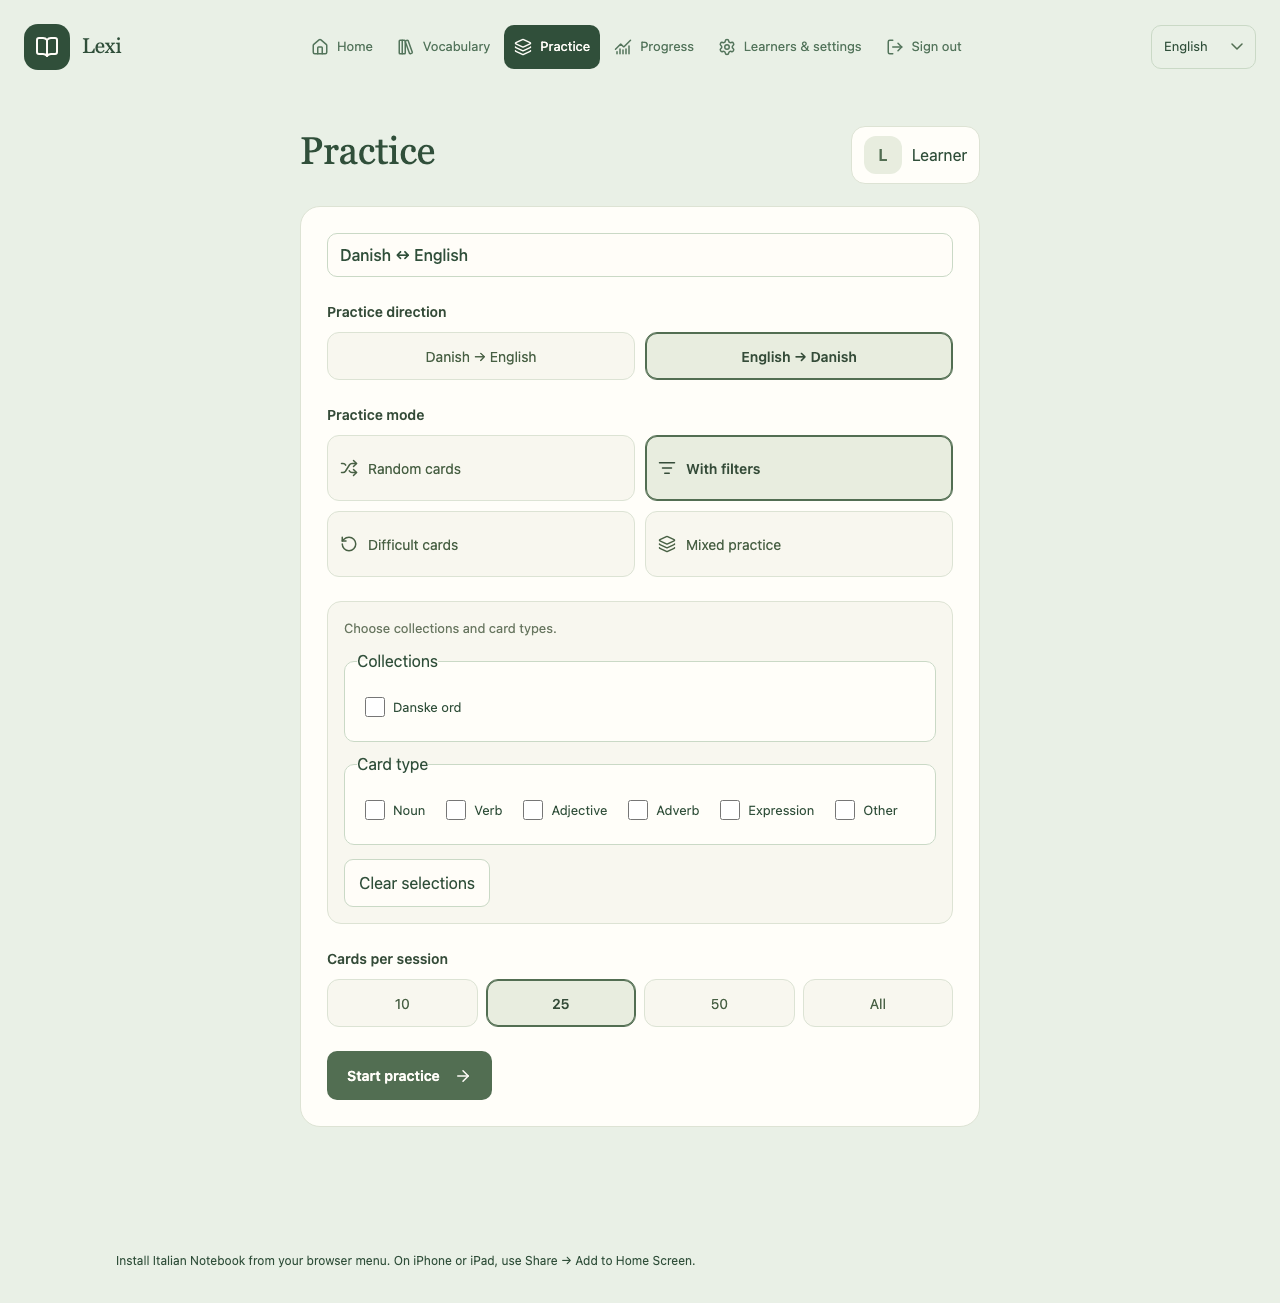 Lexi
Home
Vocabulary
Practice
Progress
Learners & settings
Sign out
English
Practice
L
Learner
Danish ↔ English
Practice direction
Danish → English
English → Danish
Practice mode
Random cards
With filters
Difficult cards
Mixed practice
Choose collections and card types.
Collections
Danske ord
Card type
Noun
Verb
Adjective
Adverb
Expression
Other
Clear selections
Cards per session
10
25
50
All
Start practice →
Install Italian Notebook from your browser menu. On iPhone or iPad, use Share → Add to Home Screen.